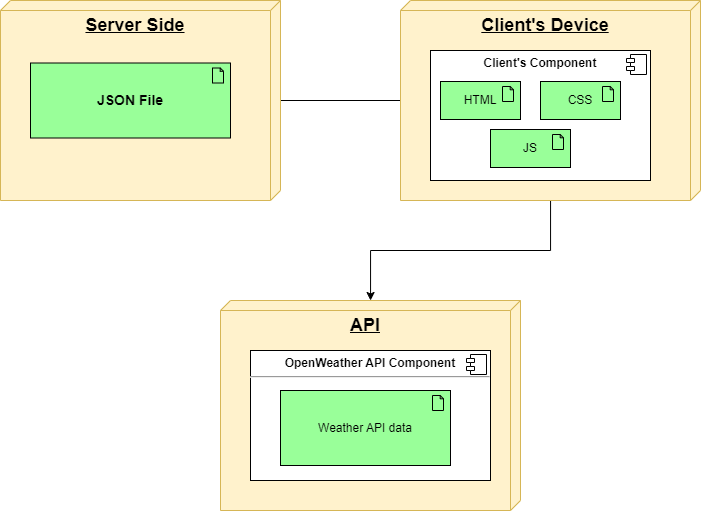 Server Side
JSON File
Client's Device
Client's Component
HTML
CSS
JS
API
OpenWeather API Component
Weather API data